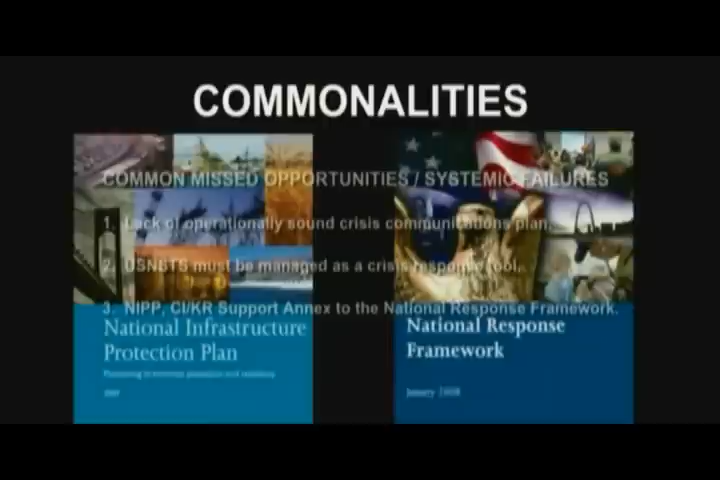 COMMONALITIES
COMMON MISSED OPPORTUNITIES / SYSTEMIC FAILURES
1. Lack of operationally sound crisis communications plan.
2. USNSTS must be managed as a crisis response tool.
3. NIPP, CI/KR Support Annex to the National Response Framework.
National Infrastructure
Protection Plan
2009
National Response
Framework
January 2008